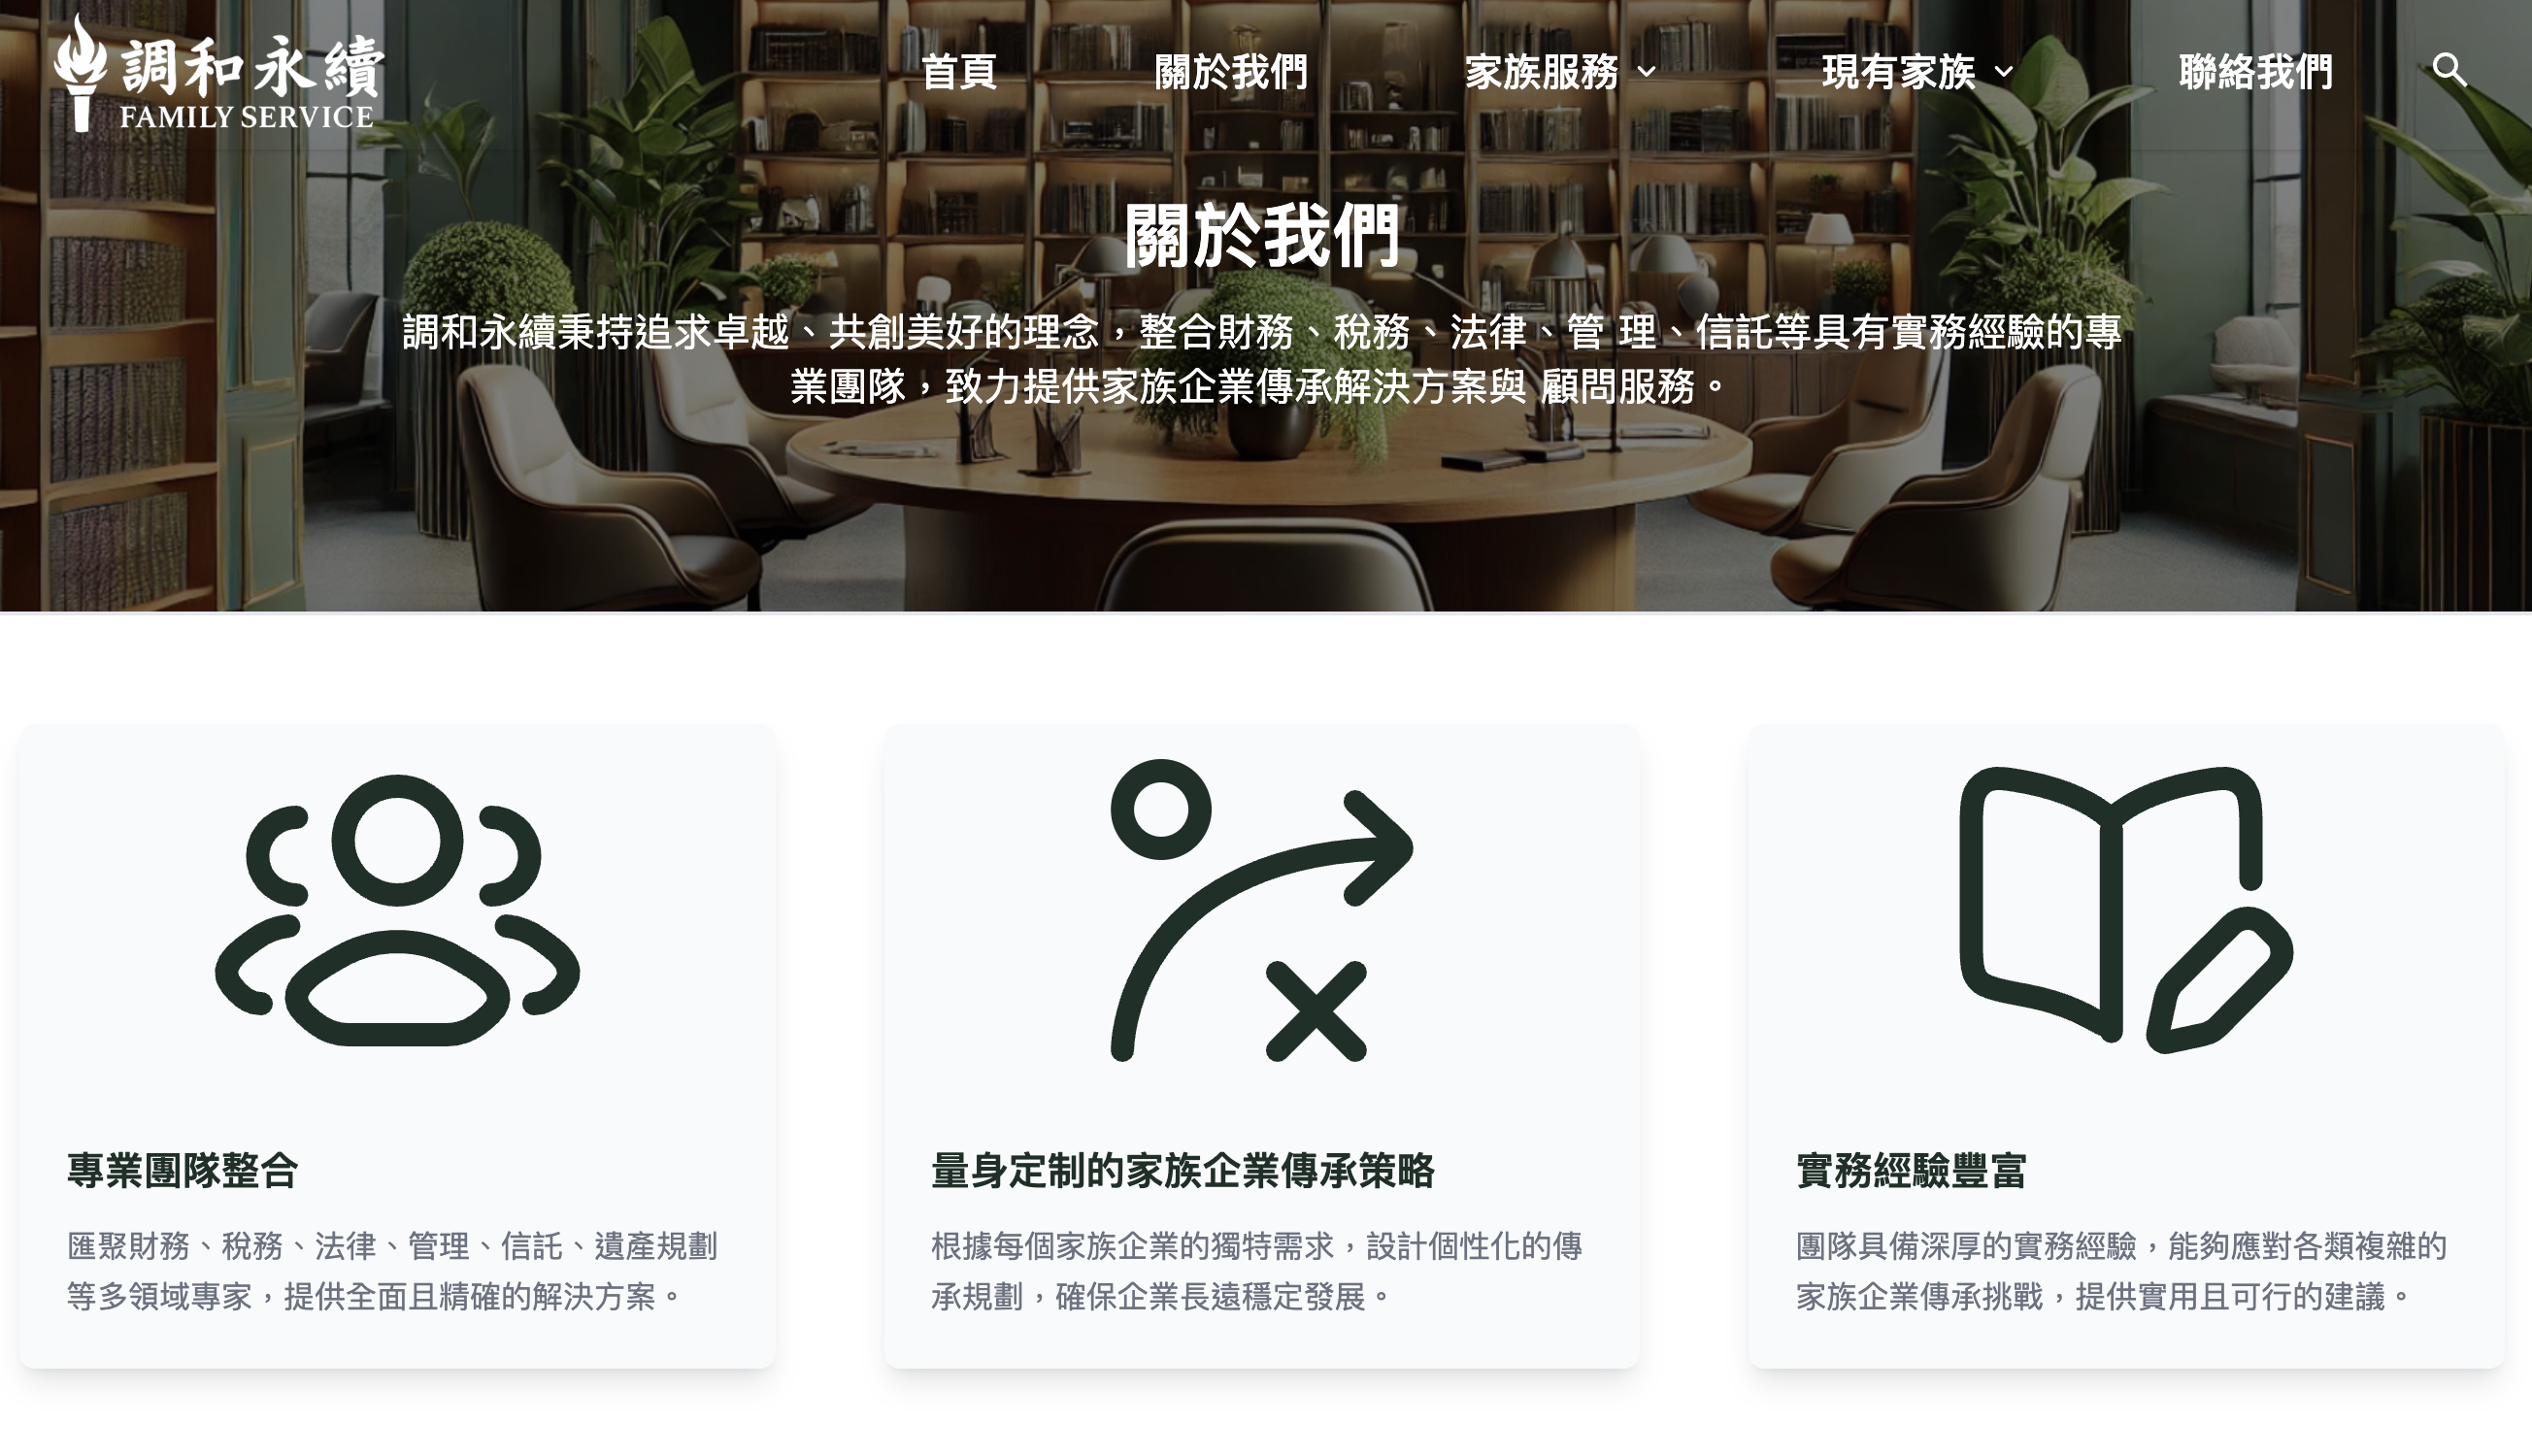 調和永續
FAMILY SERVICE
首頁
關於我們
家族服務
現有家族
聯絡我們
關於我們
調和永續秉持追求卓越、共創美好的理念，整合財務、稅務、法律、管 理、信託等具有實務經驗的專
業團隊，致力提供家族企業傳承解決方案與 顧問服務。
專業團隊整合
匯聚財務、稅務、法律、管理、信託、遺產規劃
等多領域專家，提供全面且精確的解決方案。
量身定制的家族企業傳承策略
根據每個家族企業的獨特需求，設計個性化的傳
承規劃，確保企業長遠穩定發展。
實務經驗豐富
團隊具備深厚的實務經驗，能夠應對各類複雜的
家族企業傳承挑戰，提供實用且可行的建議。